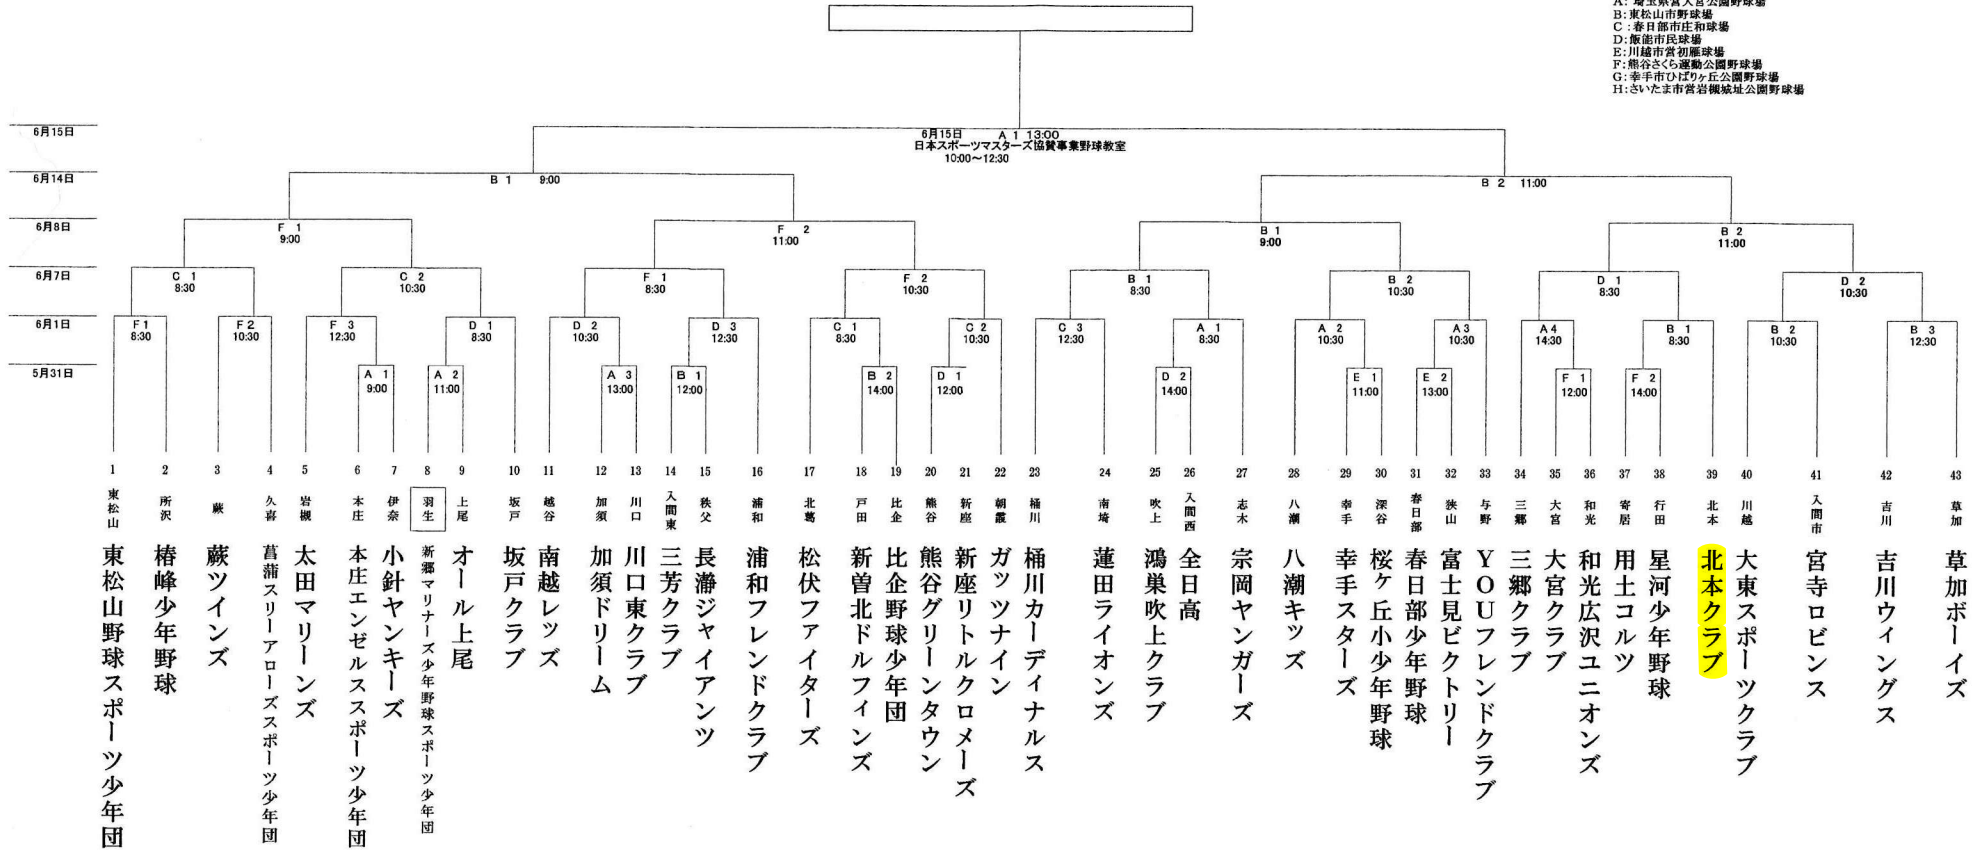 A: 埼玉県営大宮公園野球場
B: 東松山市野球場
C : 春日部市庄和球場
D: 飯能市民球場
E: 川越市営初雁球場
F: 熊谷さくら運動公園野球場
G: 幸手市ひばりヶ丘公園野球場
H: さいたま市営岩槻城址公園野球場
6月15日
6月15日 A 1 13:00
日本スポーツマスターズ協賛事業野球教室
10:00～12:30
6月14日
B 1 9:00
B 2 11:00
6月8日
F 1
9:00
F 2
11:00
B 1
9:00
B 2
11:00
6月7日
C 1
8:30
C 2
10:30
F 1
8:30
F 2
10:30
B 1
8:30
B 2
10:30
D 1
8:30
D 2
10:30
6月1日
F 1
8:30
F 2
10:30
F 3
12:30
D 1
8:30
D 2
10:30
D 3
12:30
C 1
8:30
C 2
10:30
C 3
12:30
A 1
8:30
A 2
10:30
A 3
10:30
A 4
14:30
B 1
8:30
B 2
10:30
B 3
12:30
5月31日
A 1
9:00
A 2
11:00
A 3
13:00
B 1
12:00
B 2
14:00
D 1
12:00
D 2
14:00
E 1
11:00
E 2
13:00
F 1
12:00
F 2
14:00
1 東松山 東松山野球スポーツ少年団
2 所沢 椿峰少年野球
3 蕨 蕨ツインズ
4 久喜 菖蒲スリーアローズスポーツ少年団
5 岩槻 太田マリーンズ
6 本庄 本庄エンゼルススポーツ少年団
7 伊奈 小針ヤンキーズ
8 羽生 新郷マリナーズ少年野球スポーツ少年団
9 上尾 オール上尾
10 坂戸 坂戸クラブ
11 越谷 南越レッズ
12 加須 加須ドリーム
13 川口 川口東クラブ
14 入間東 三芳クラブ
15 秩父 長瀞ジャイアンツ
16 浦和 浦和フレンドクラブ
17 北葛 松伏ファイターズ
18 戸田 新曽北ドルフィンズ
19 比企 比企野球少年団
20 熊谷 熊谷グリーンタウン
21 新座 新座リトルクロメーズ
22 朝霞 ガッツナイン
23 桶川 桶川カーディナルス
24 南埼 蓮田ライオンズ
25 吹上 鴻巣吹上クラブ
26 入間西 全日高
27 志木 宗岡ヤンガーズ
28 八潮 八潮キッズ
29 幸手 幸手スターズ
30 深谷 桜ケ丘小少年野球
31 春日部 春日部少年野球
32 狭山 富士見ビクトリー
33 与野 YOUフレンドクラブ
34 三郷 三郷クラブ
35 大宮 大宮クラブ
36 和光 和光広沢ユニオンズ
37 寄居 用土コルツ
38 行田 星河少年野球
39 北本 北本クラブ
40 川越 大東スポーツクラブ
41 入間市 宮寺ロビンス
42 吉川 吉川ウィングス
43 草加 草加ボーイズ